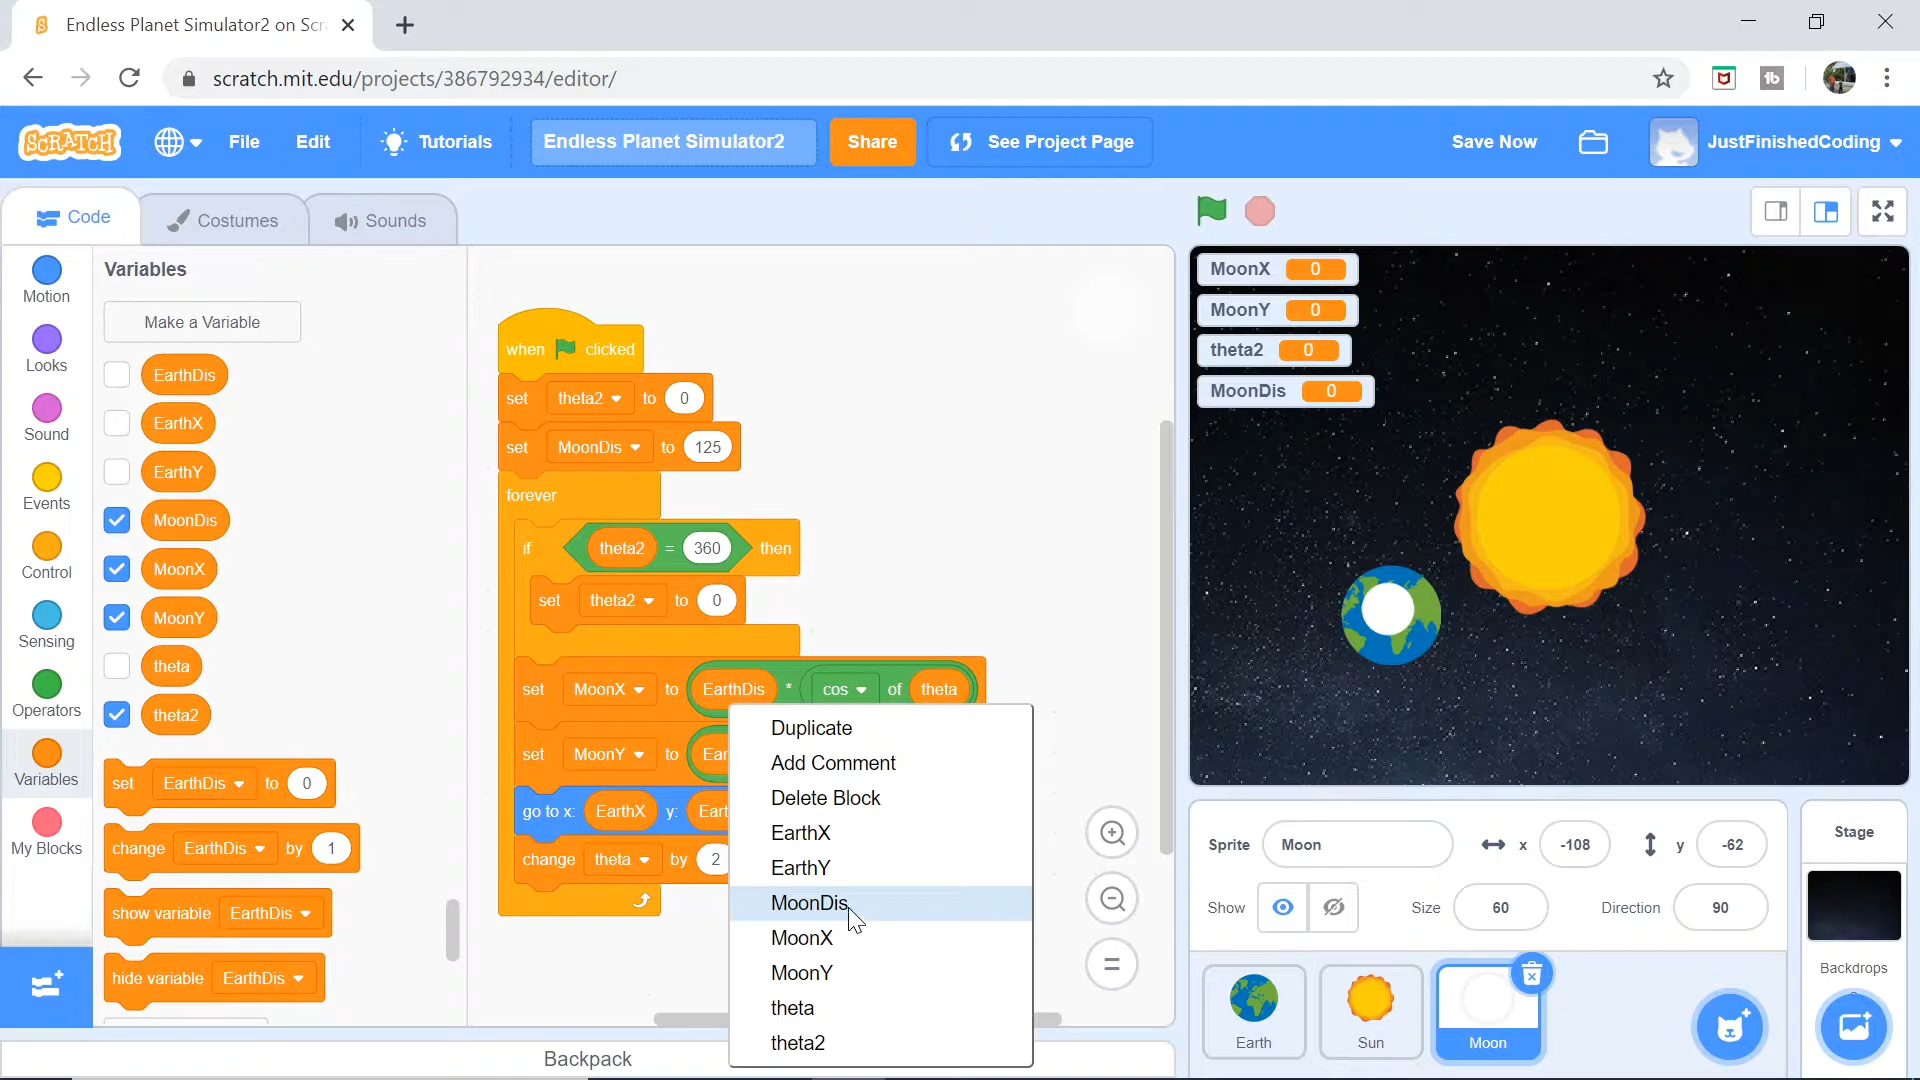 Endless Planet Simulator2 on Scr
scratch.mit.edu/projects/386792934/editor/
SCRATCH
File
Edit
Tutorials
Endless Planet Simulator2
Share
See Project Page
Save Now
JustFinishedCoding
Code
Costumes
Sounds
Motion
Looks
Sound
Events
Control
Sensing
Operators
Variables
My Blocks
Variables
Make a Variable
EarthDis
EarthX
EarthY
MoonDis
MoonX
MoonY
theta
theta2
set EarthDis to 0
change EarthDis by 1
show variable EarthDis
hide variable EarthDis
when clicked
set theta2 to 0
set MoonDis to 125
forever
if theta2 = 360 then
set theta2 to 0
set MoonX to EarthDis * cos of theta
set MoonY to Ear
go to x: EarthX y: Eart
change theta by 2
Duplicate
Add Comment
Delete Block
EarthX
EarthY
MoonDis
MoonX
MoonY
theta
theta2
Backpack
MoonX 0
MoonY 0
theta2 0
MoonDis 0
Sprite Moon x -108 y -62
Show Size 60 Direction 90
Earth
Sun
Moon
Stage
Backdrops